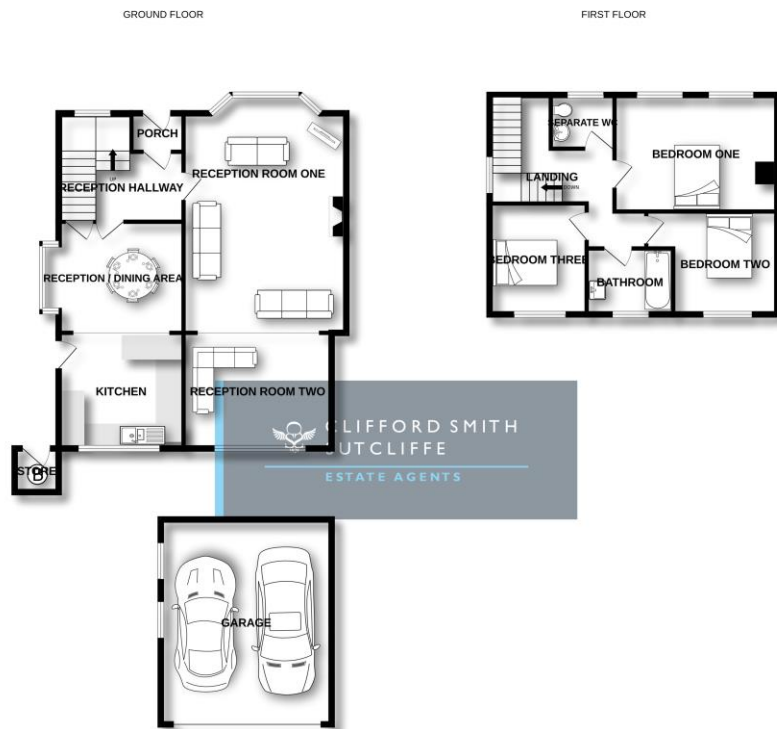 GROUND FLOOR
FIRST FLOOR
PORCH
RECEPTION ROOM ONE
UP
RECEPTION HALLWAY
RECEPTION / DINING AREA
KITCHEN
RECEPTION ROOM TWO
STORE
B
GARAGE
SEPARATE WC
BEDROOM ONE
LANDING
DOWN
BEDROOM THREE
BATHROOM
BEDROOM TWO
CLIFFORD SMITH
SUTCLIFFE
ESTATE AGENTS